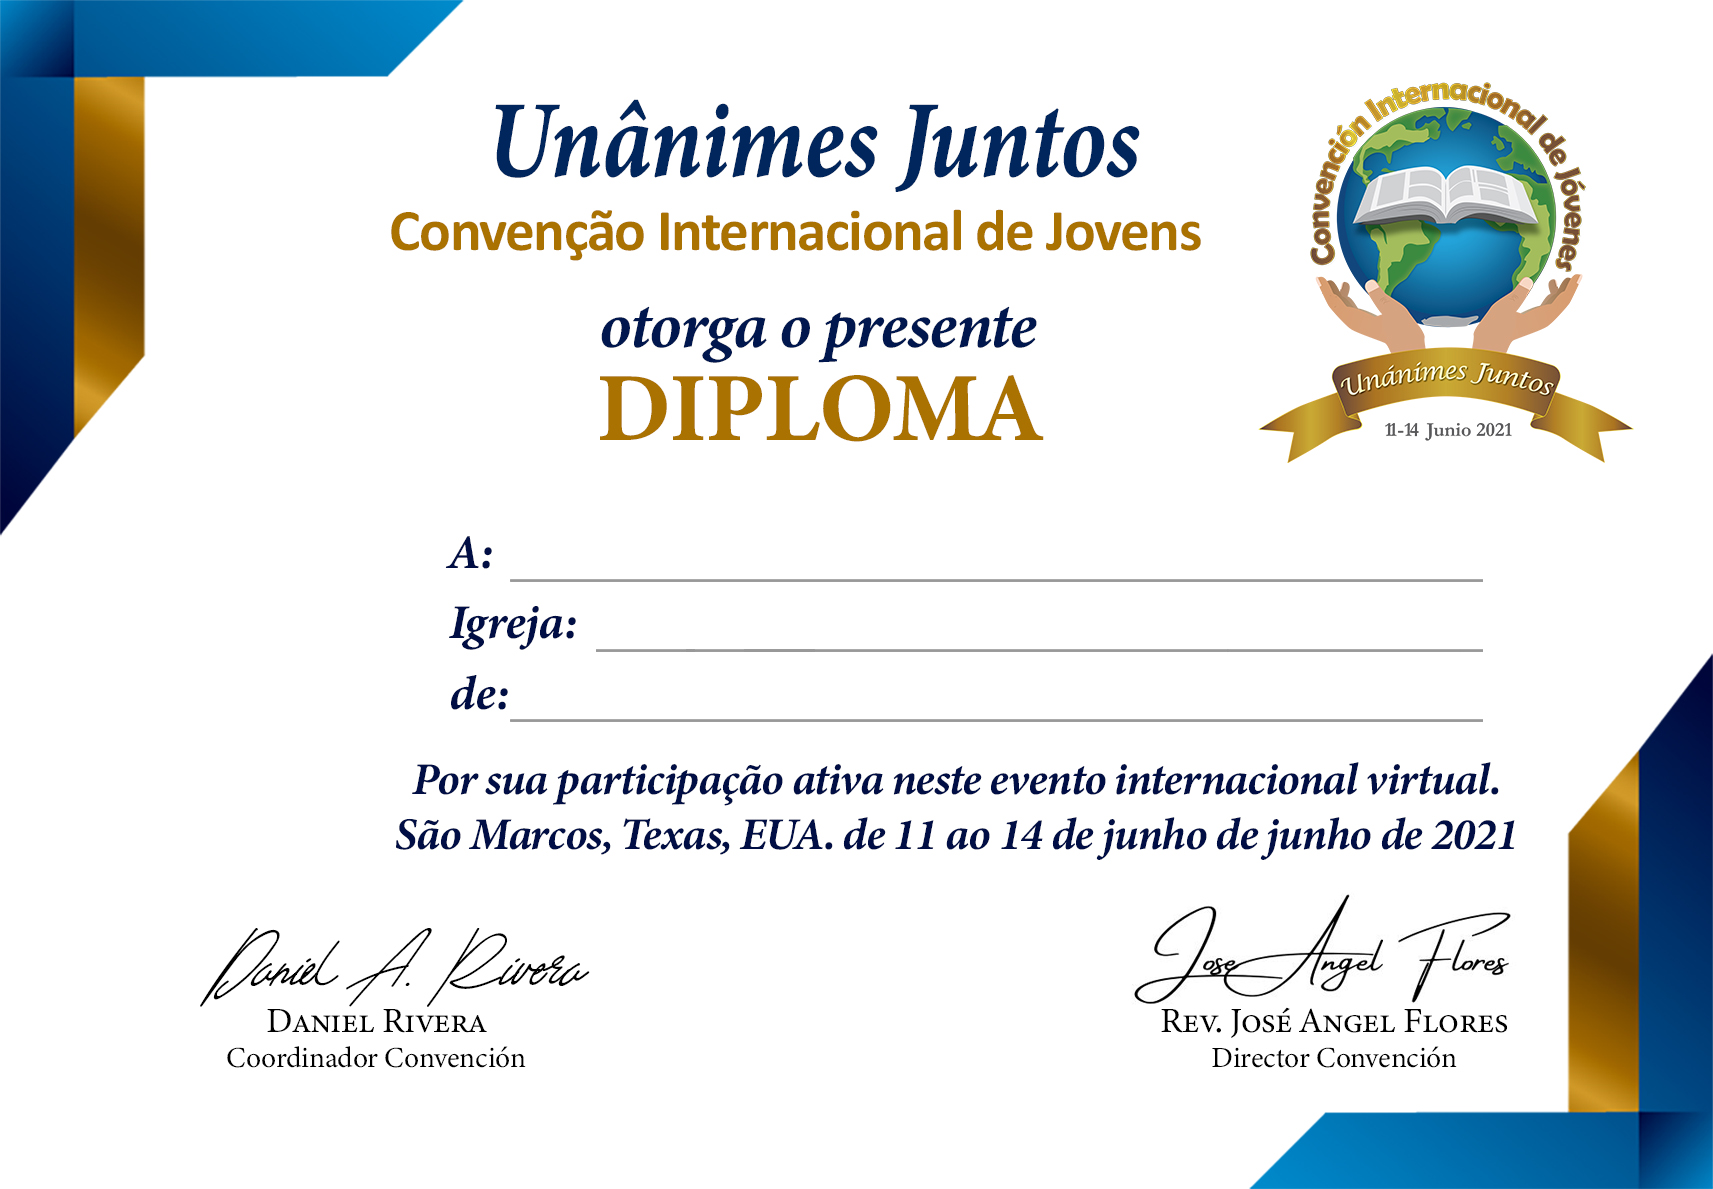 Unânimes Juntos
Convenção Internacional de Jovens
otorga o presente
DIPLOMA
Convención Internacional de Jóvenes
Unánimes Juntos
11-14 Junio 2021
A:
Igreja:
de:
Por sua participação ativa neste evento internacional virtual.
São Marcos, Texas, EUA. de 11 ao 14 de junho de junho de 2021
Daniel A. Rivera
DANIEL RIVERA
Coordinador Convención
Jose Angel Flores
REV. JOSÉ ANGEL FLORES
Director Convención